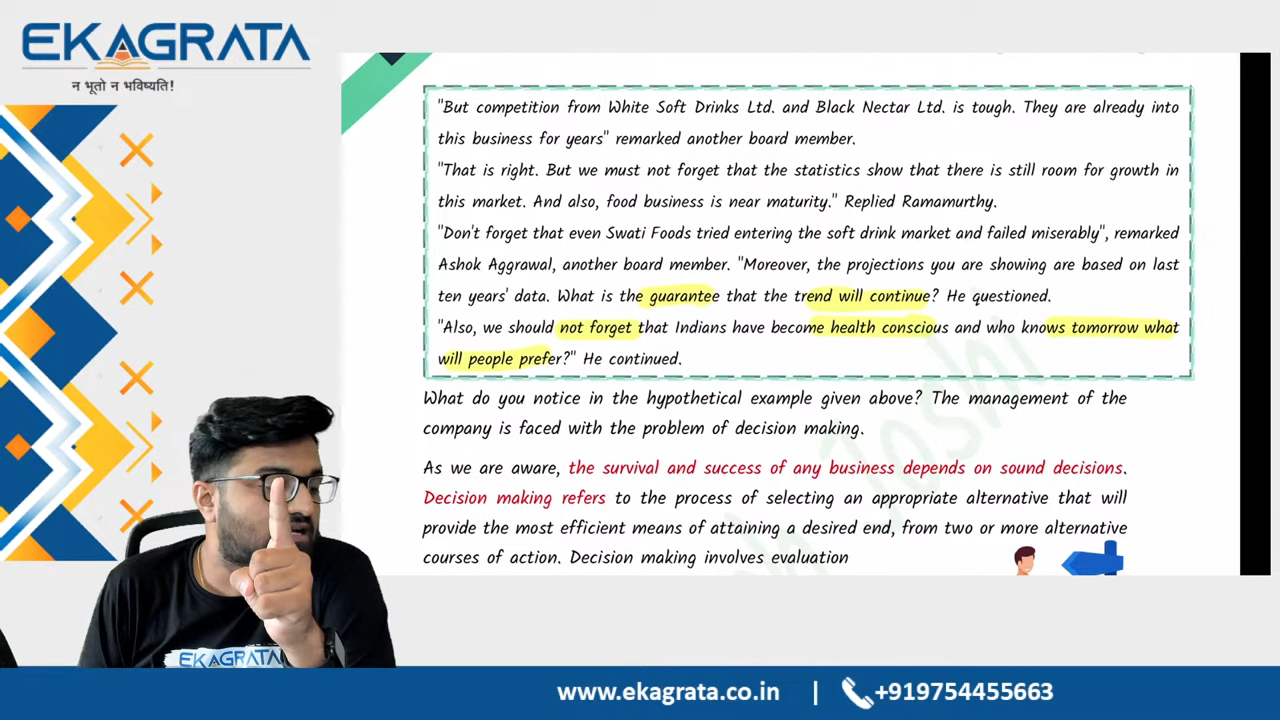 EKAGRATA
न भूतो न भविष्यति!
"But competition from White Soft Drinks Ltd. and Black Nectar Ltd. is tough. They are already into
this business for years" remarked another board member.
"That is right. But we must not forget that the statistics show that there is still room for growth in
this market. And also, food business is near maturity." Replied Ramamurthy.
"Don't forget that even Swati Foods tried entering the soft drink market and failed miserably", remarked
Ashok Aggrawal, another board member. "Moreover, the projections you are showing are based on last
ten years' data. What is the guarantee that the trend will continue? He questioned.
"Also, we should not forget that Indians have become health conscious and who knows tomorrow what
will people prefer?" He continued.
What do you notice in the hypothetical example given above? The management of the
company is faced with the problem of decision making.
As we are aware, the survival and success of any business depends on sound decisions.
Decision making refers to the process of selecting an appropriate alternative that will
provide the most efficient means of attaining a desired end, from two or more alternative
courses of action. Decision making involves evaluation
Joshi
EKAGRATA
www.ekagrata.co.in | +919754455663